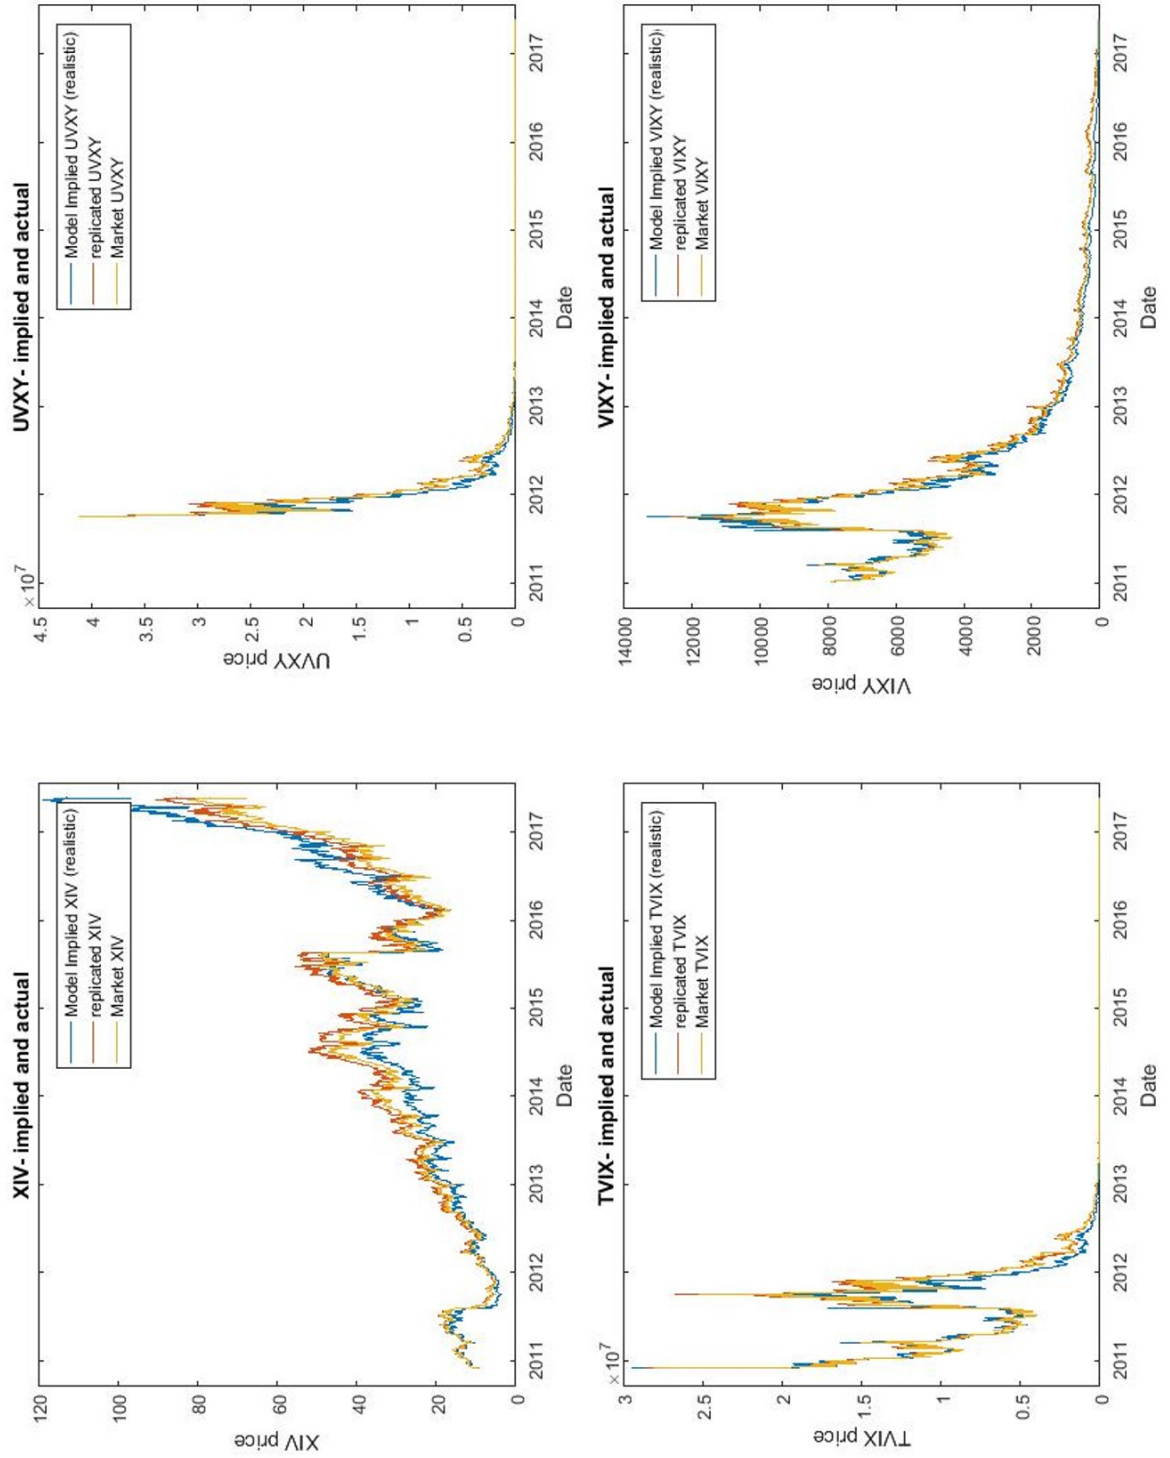 XIV- implied and actual
Model Implied XIV (realistic)
replicated XIV
Market XIV
XIV price
120
100
80
60
40
20
0
2011
2012
2013
2014
2015
2016
2017
Date
UVXY- implied and actual
×10⁷
Model Implied UVXY (realistic)
replicated UVXY
Market UVXY
UVXY price
4.5
4
3.5
3
2.5
2
1.5
1
0.5
0
2011
2012
2013
2014
2015
2016
2017
Date
TVIX- implied and actual
×10⁷
Model Implied TVIX (realistic)
replicated TVIX
Market TVIX
TVIX price
3
2.5
2
1.5
1
0.5
0
2011
2012
2013
2014
2015
2016
2017
Date
VIXY- implied and actual
Model Implied VIXY (realistic)
replicated VIXY
Market VIXY
VIXY price
14000
12000
10000
8000
6000
4000
2000
0
2011
2012
2013
2014
2015
2016
2017
Date